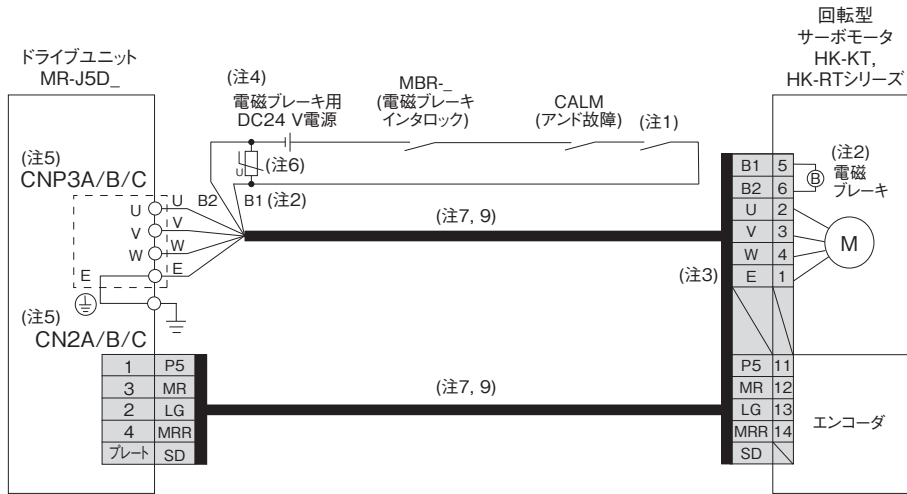 ドライブユニット
MR-J5D_
回転型
サーボモータ
HK-KT,
HK-RTシリーズ
(注4)
電磁ブレーキ用
DC24 V電源
MBR-_
(電磁ブレーキ
インタロック)
CALM
(アンド故障)
(注1)
(注5)
CNP3A/B/C
U
(注6)
B2
B1 (注2)
U U
V V
W W
E E
(注7, 9)
(注3)
B1 5
B2 6
U 2
V 3
W 4
E 1
(注2)
電磁
ブレーキ
B
M
(注5)
CN2A/B/C
1 P5
3 MR
2 LG
4 MRR
プレート SD
(注7, 9)
P5 11
MR 12
LG 13
MRR 14
SD
エンコーダ